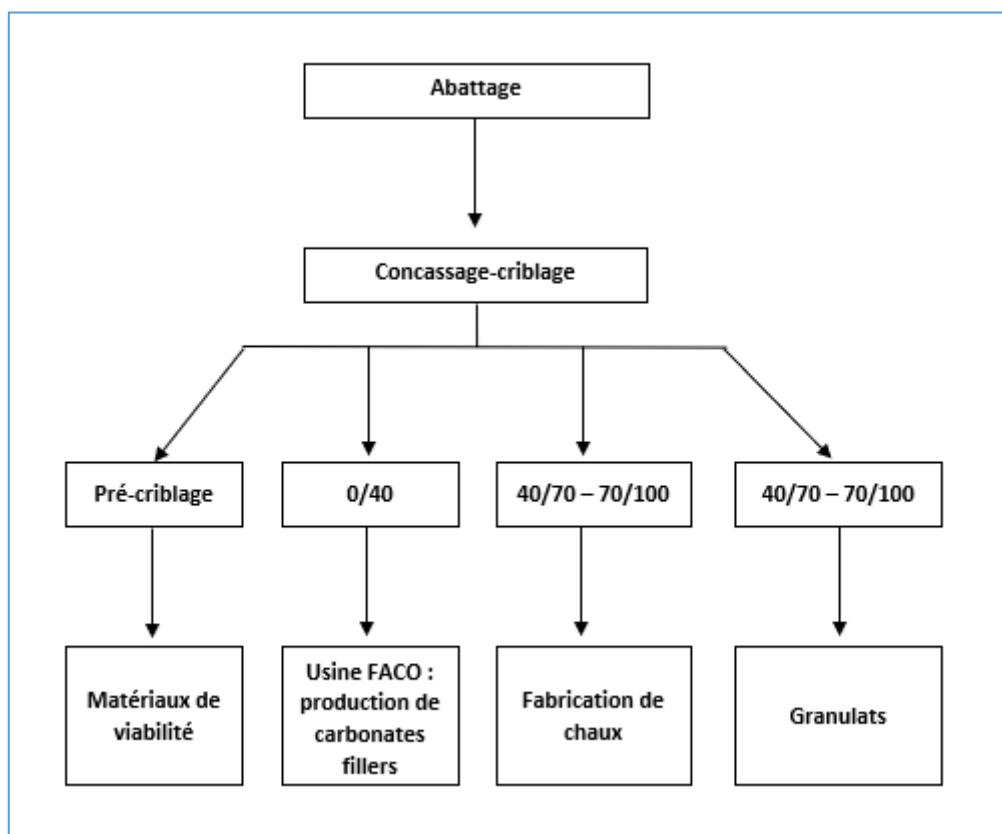 Abattage
Concassage-criblage
Pré-criblage
0/40
40/70 – 70/100
40/70 – 70/100
Matériaux de
viabilité
Usine FACO :
production de
carbonates
fillers
Fabrication de
chaux
Granulats